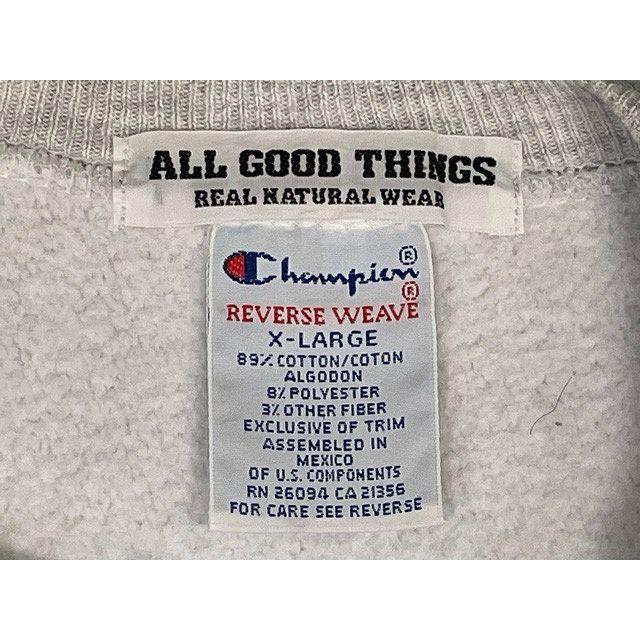 ALL GOOD THINGS
REAL NATURAL WEAR
Champion®
REVERSE WEAVE®
X-LARGE
89% COTTON/COTON
ALGODON
8% POLYESTER
3% OTHER FIBER
EXCLUSIVE OF TRIM
ASSEMBLED IN
MEXICO
OF U.S. COMPONENTS
RN 26094 CA 21356
FOR CARE SEE REVERSE